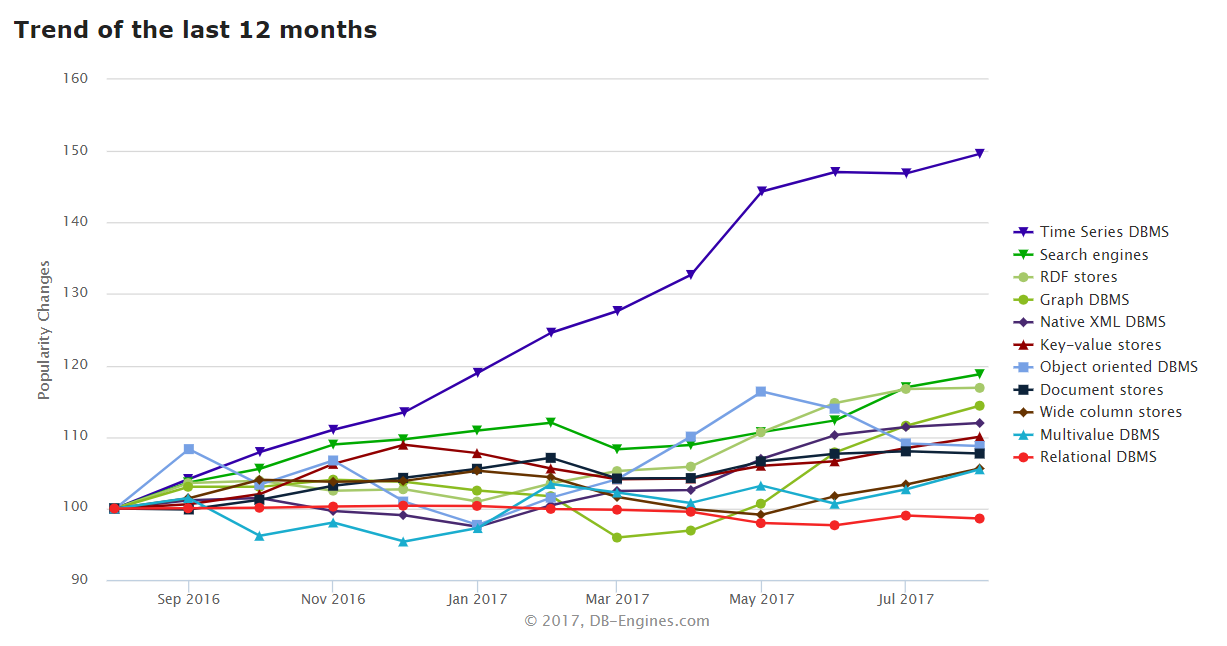 Trend of the last 12 months
160
150
140
130
120
110
100
90
Popularity Changes
Sep 2016
Nov 2016
Jan 2017
Mar 2017
May 2017
Jul 2017
© 2017, DB-Engines.com
Time Series DBMS
Search engines
RDF stores
Graph DBMS
Native XML DBMS
Key-value stores
Object oriented DBMS
Document stores
Wide column stores
Multivalue DBMS
Relational DBMS